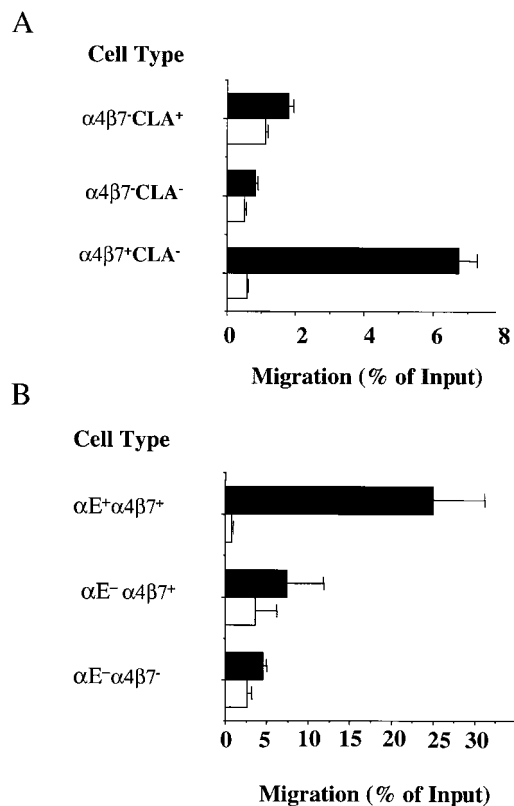 A
Cell Type
α4β7⁻CLA⁺
α4β7⁻CLA⁻
α4β7⁺CLA⁻
0 2 4 6 8
Migration (% of Input)
B
Cell Type
αE⁺α4β7⁺
αE⁻α4β7⁺
αE⁻α4β7⁻
0 5 10 15 20 25 30
Migration (% of Input)